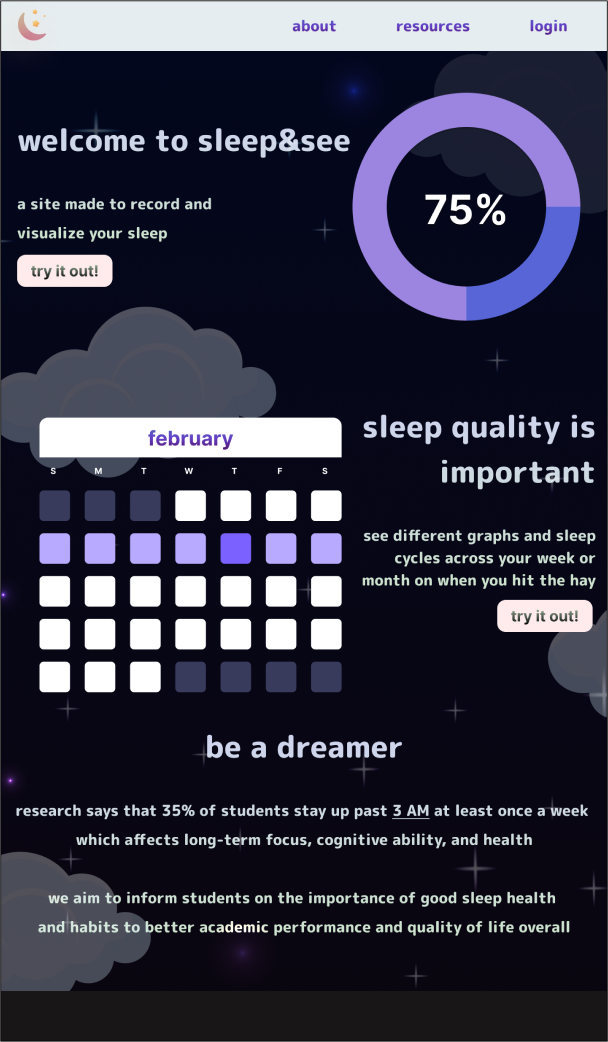 about resources login
welcome to sleep&see
a site made to record and
visualize your sleep
try it out!
75%
february
S M T W T F S
sleep quality is
important
see different graphs and sleep
cycles across your week or
month on when you hit the hay
try it out!
be a dreamer
research says that 35% of students stay up past 3 AM at least once a week
which affects long-term focus, cognitive ability, and health
we aim to inform students on the importance of good sleep health
and habits to better academic performance and quality of life overall